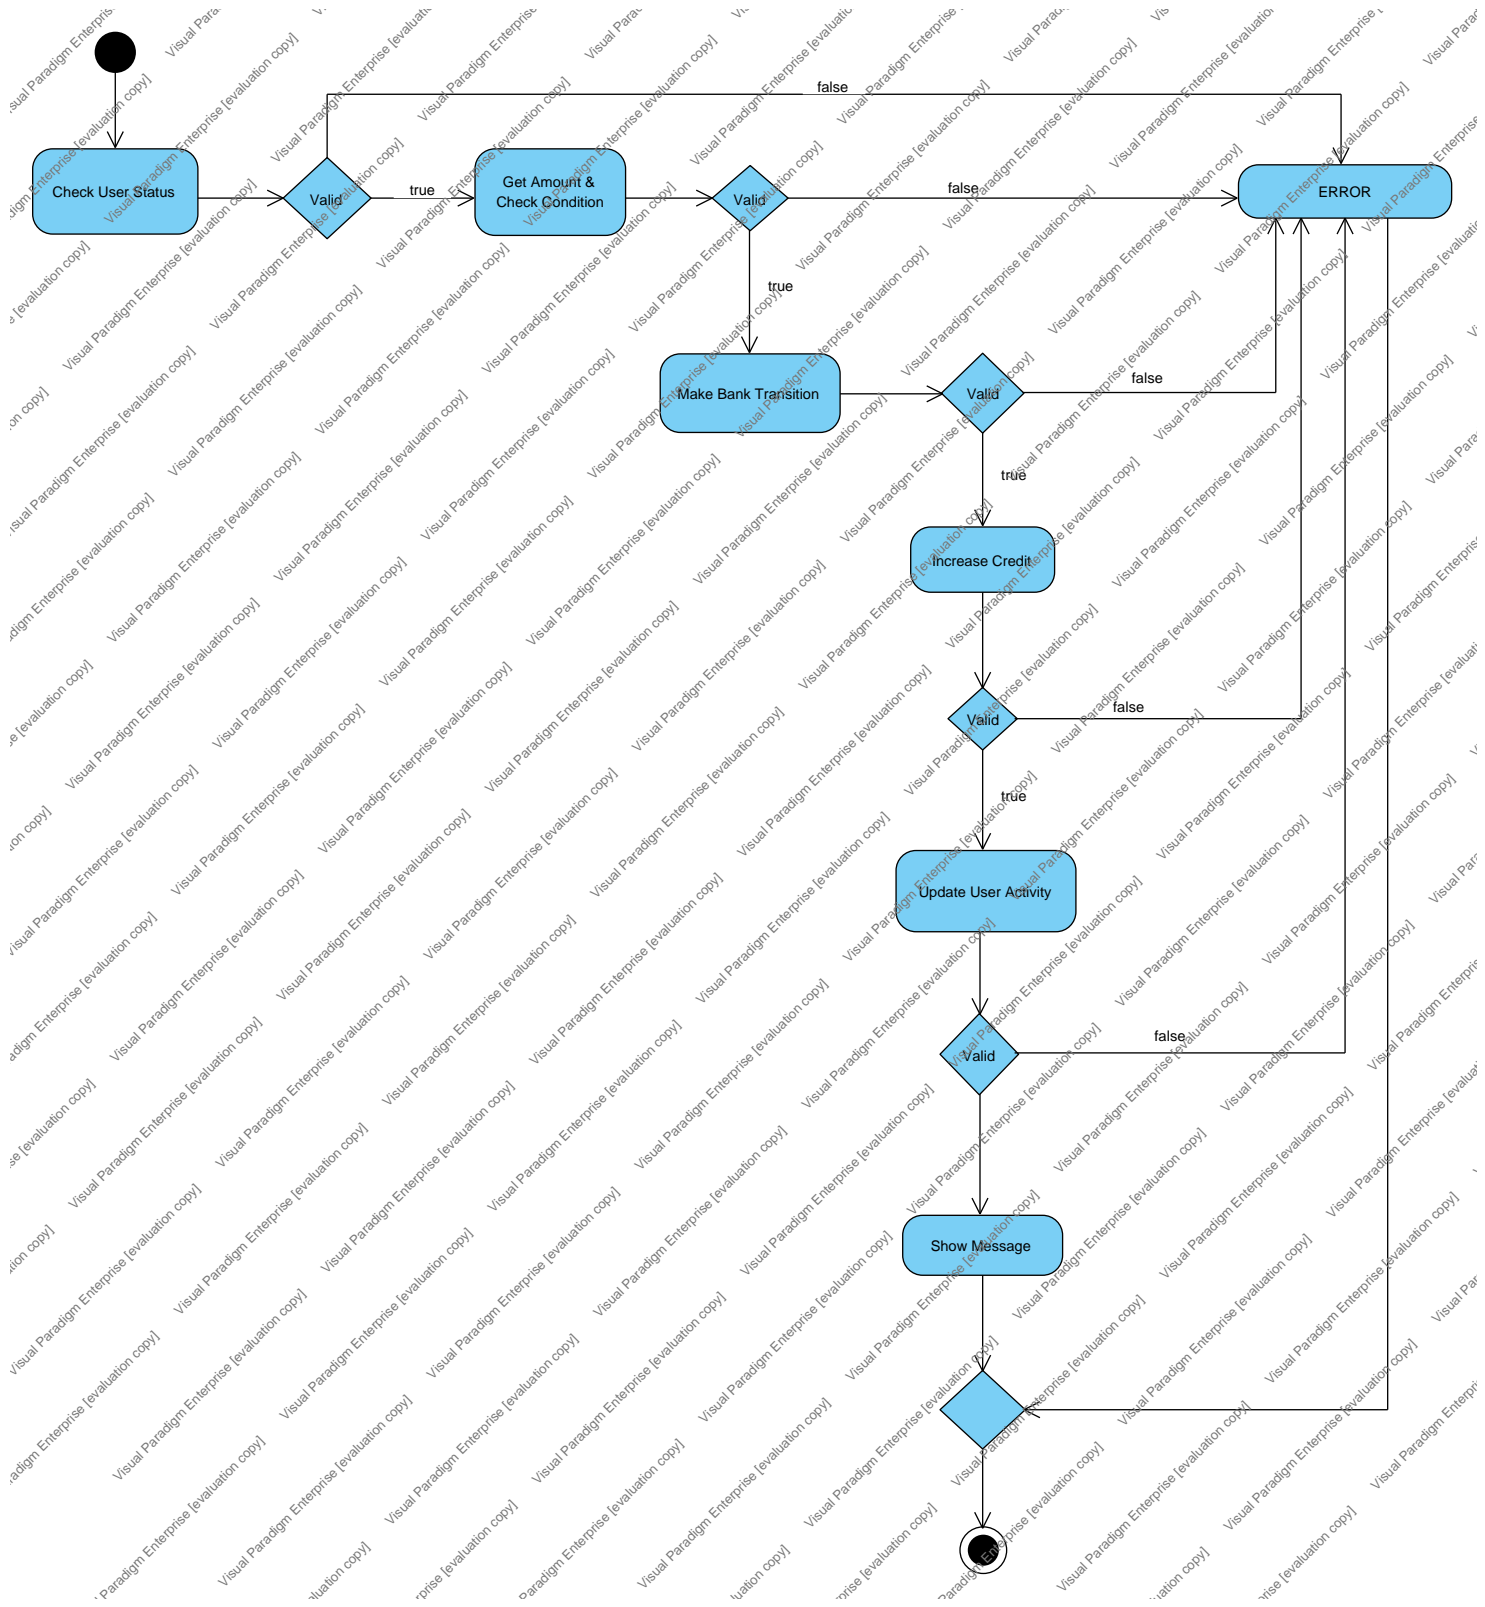 false
Check User Status
Valid
true
Get Amount &
Check Condition
Valid
false
ERROR
true
Make Bank Transition
Valid
false
true
Increase Credit
Valid
false
true
Update User Activity
Valid
false
Show Message
Visual Paradigm Enterprise [evaluation copy]